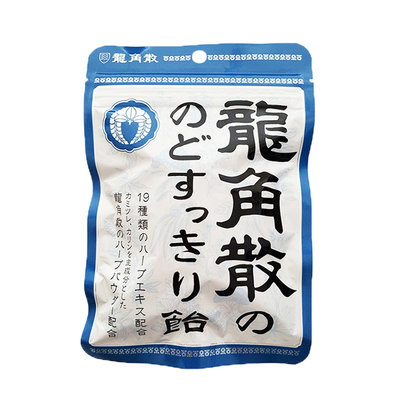 龍角散
龍角散の
のどすっきり飴
19種類のハーブエキス配合
カミツレ、カリンを主成分とした
龍角散のハーブパウダー配合